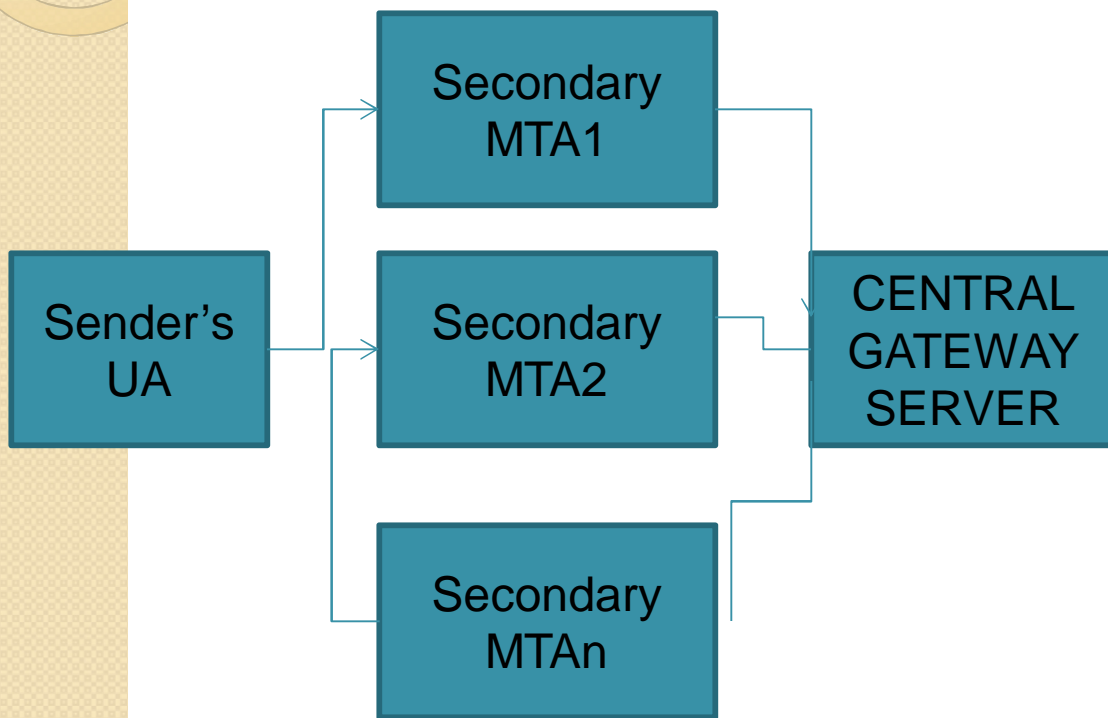 Secondary
MTA1
Sender’s
UA
Secondary
MTA2
CENTRAL
GATEWAY
SERVER
Secondary
MTAn